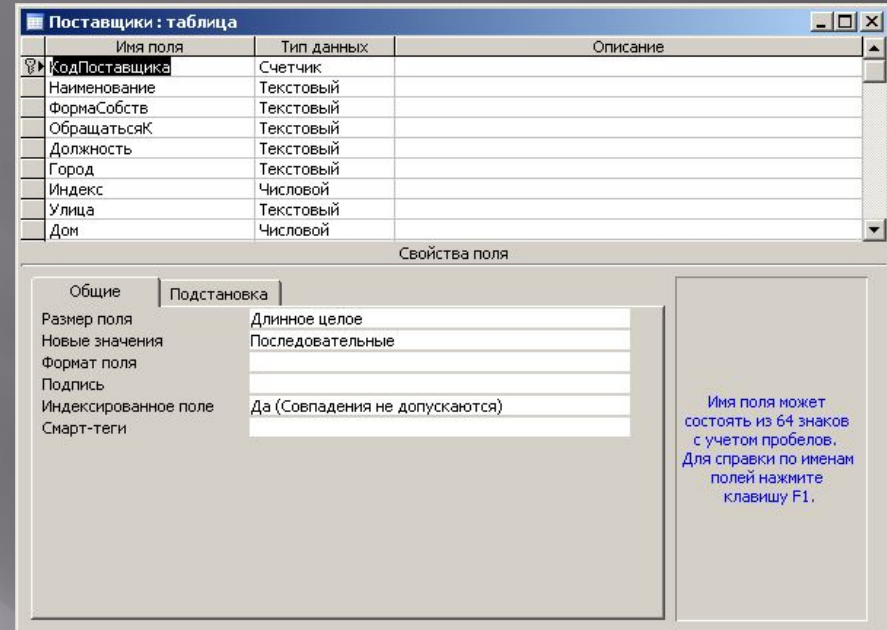 Поставщики : таблица
Имя поля Тип данных Описание
КодПоставщика Счетчик
Наименование Текстовый
ФормаСобств Текстовый
ОбращатьсяК Текстовый
Должность Текстовый
Город Текстовый
Индекс Числовой
Улица Текстовый
Дом Числовой
Свойства поля
Общие Подстановка
Размер поля Длинное целое
Новые значения Последовательные
Формат поля
Подпись
Индексированное поле Да (Совпадения не допускаются)
Смарт-теги
Имя поля может
состоять из 64 знаков
с учетом пробелов.
Для справки по именам
полей нажмите
клавишу F1.